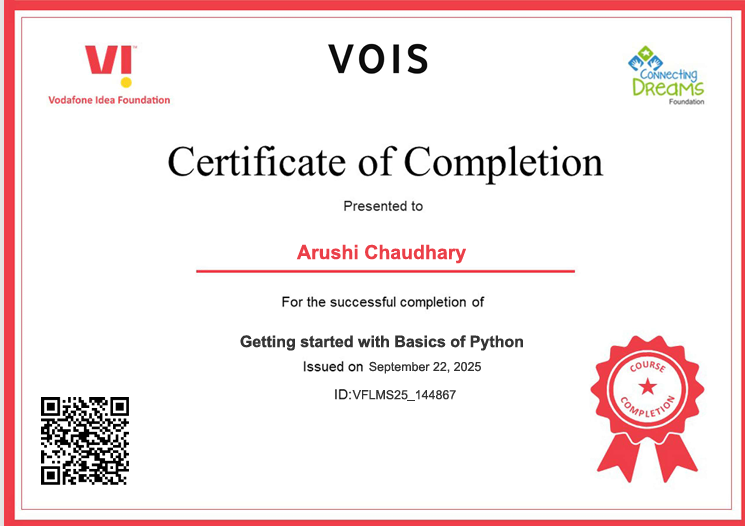 VI™
Vodafone Idea Foundation
VOIS
Connecting
DREAMS
Foundation
Certificate of Completion
Presented to
Arushi Chaudhary
For the successful completion of
Getting started with Basics of Python
Issued on September 22, 2025
ID:VFLMS25_144867
COURSE
COMPLETION